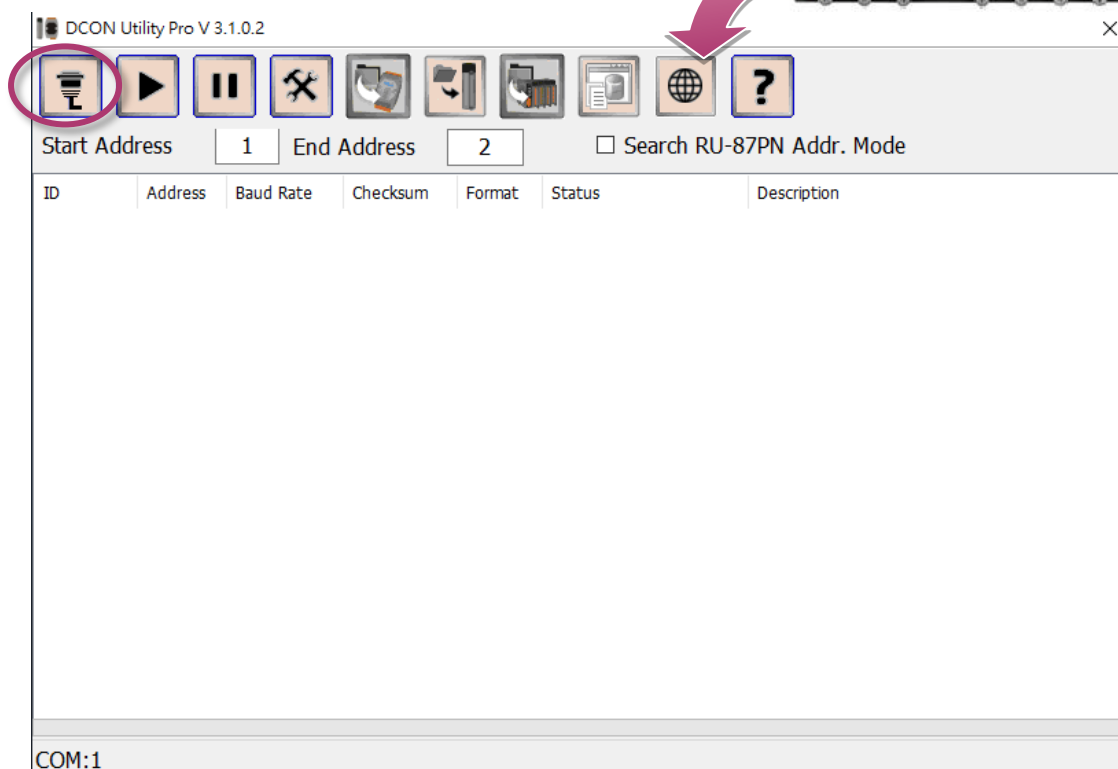 DCON Utility Pro V 3.1.0.2
?
Start Address 1 End Address 2 Search RU-87PN Addr. Mode
ID Address Baud Rate Checksum Format Status Description
COM:1